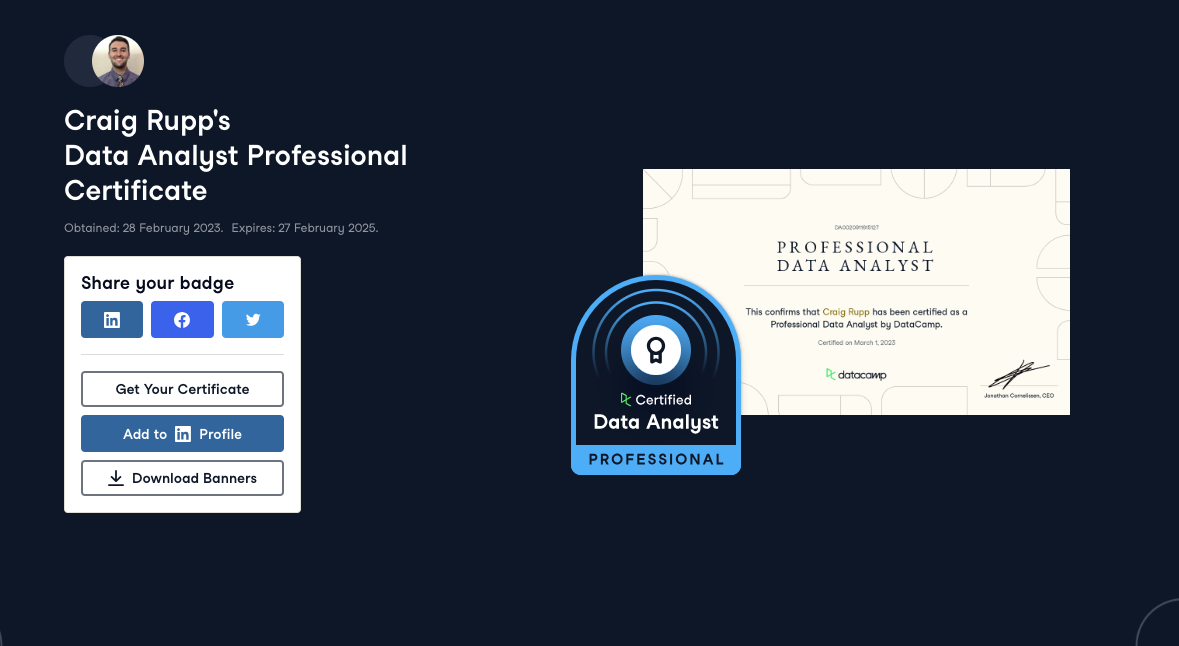 Craig Rupp's
Data Analyst Professional
Certificate
Obtained: 28 February 2023. Expires: 27 February 2025.
Share your badge
Get Your Certificate
Add to in Profile
Download Banners
PROFESSIONAL
DATA ANALYST
This confirms that Craig Rupp has been certified as a
Professional Data Analyst by DataCamp.
Certified on March 1, 2023
datacamp
Jonathan Cornelissen, CEO
Certified
Data Analyst
PROFESSIONAL